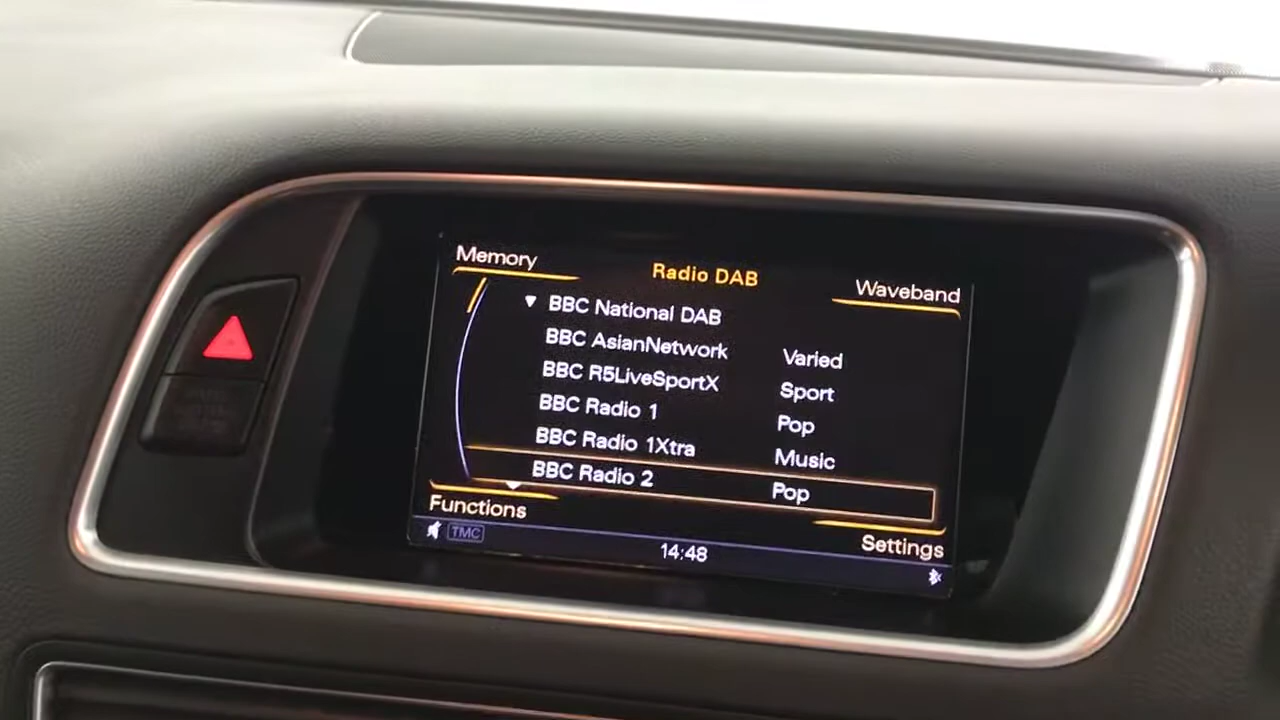 Memory
Radio DAB
Waveband
BBC National DAB
BBC AsianNetwork Varied
BBC R5LiveSportX Sport
BBC Radio 1 Pop
BBC Radio 1Xtra Music
BBC Radio 2 Pop
Functions
Settings
TMC
14:48